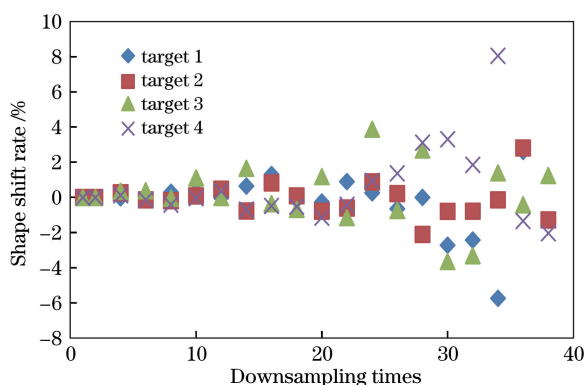 10
8
6
4
2
0
−2
−4
−6
−8
Shape shift rate /%
target 1
target 2
target 3
target 4
0 10 20 30 40
Downsampling times